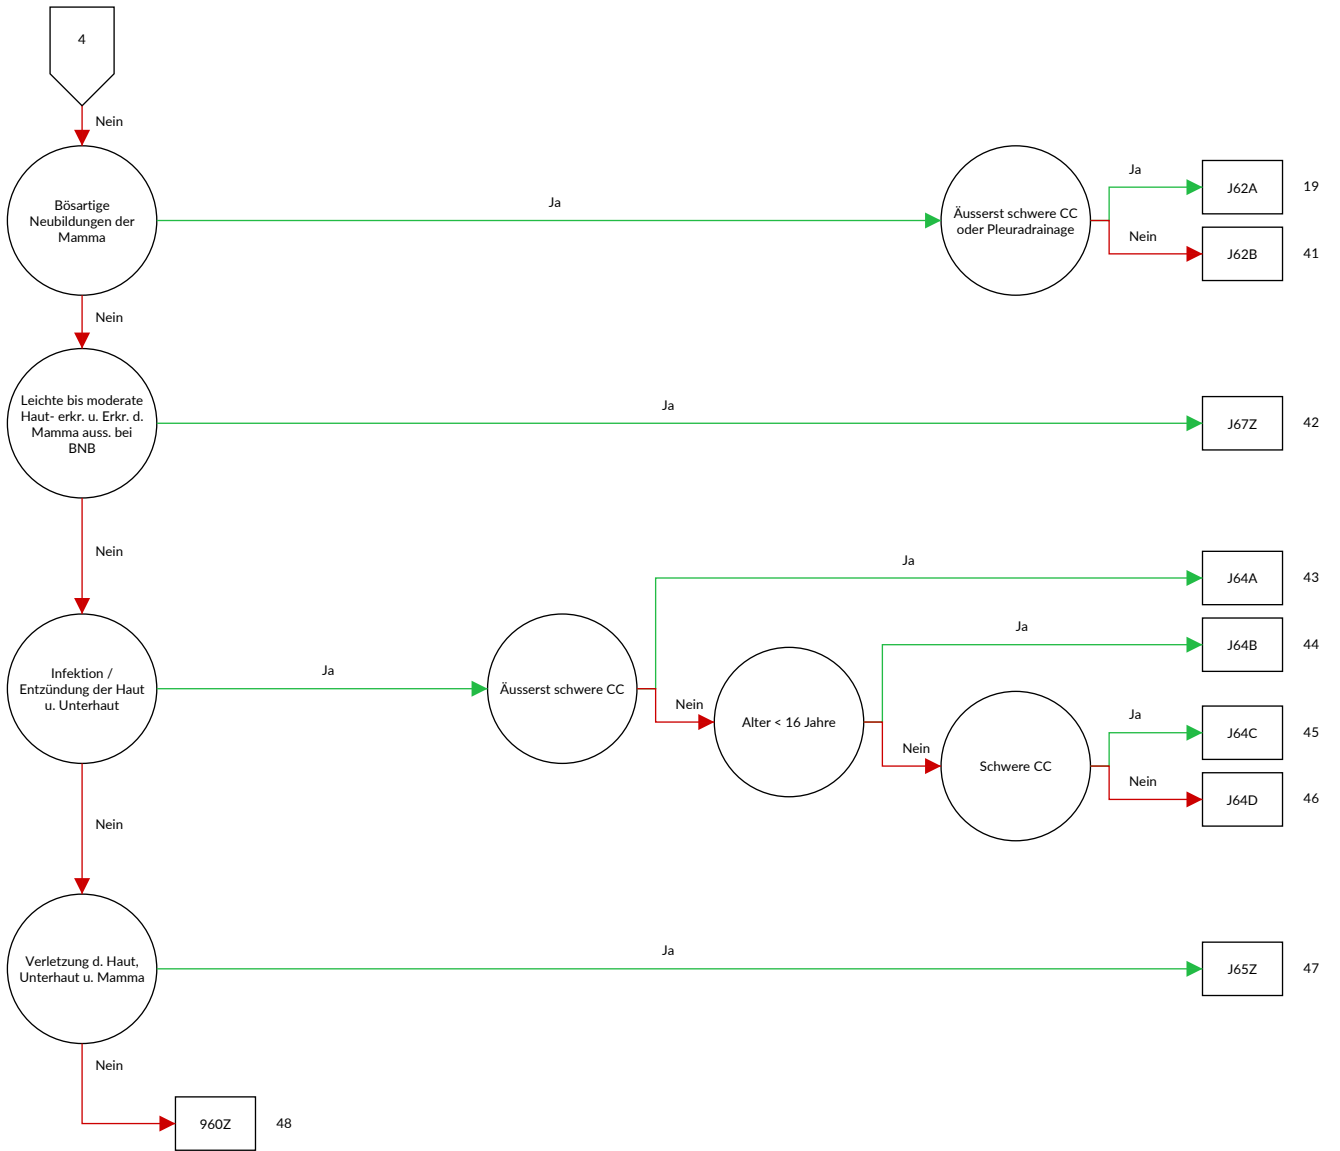 4
Nein
Bösartige
Neubildungen der
Mamma
Ja
Äusserst schwere CC
oder Pleuradrainage
Ja
J62A
19
Nein
J62B
41
Nein
Leichte bis moderate
Haut- erkr. u. Erkr. d.
Mamma auss. bei
BNB
Ja
J67Z
42
Nein
Infektion /
Entzündung der Haut
u. Unterhaut
Ja
Äusserst schwere CC
Ja
J64A
43
Nein
Alter < 16 Jahre
Ja
J64B
44
Nein
Schwere CC
Ja
J64C
45
Nein
J64D
46
Nein
Verletzung d. Haut,
Unterhaut u. Mamma
Ja
J65Z
47
Nein
960Z
48